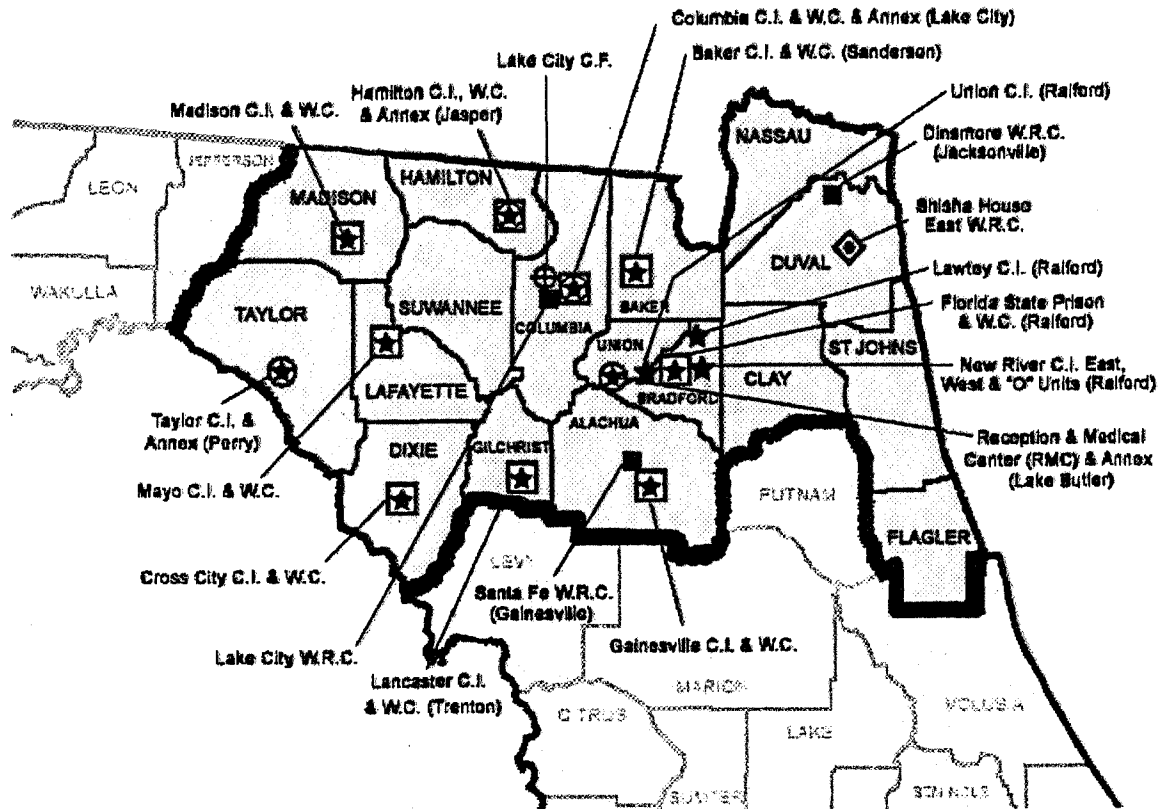 Columbia C.I. & W.C. & Annex (Lake City)
Baker C.I. & W.C. (Sanderson)
Lake City C.F.
Hamilton C.I., W.C.
& Annex (Jasper)
Madison C.I. & W.C.
Union C.I. (Raiford)
Dinsmore W.R.C.
(Jacksonville)
Shisha House
East W.R.C.
Lawtey C.I. (Raiford)
Florida State Prison
& W.C. (Raiford)
New River C.I. East,
West & "O" Units (Raiford)
Reception & Medical
Center (RMC) & Annex
(Lake Butler)
Taylor C.I. &
Annex (Perry)
Mayo C.I. & W.C.
Cross City C.I. & W.C.
Lake City W.R.C.
Lancaster C.I.
& W.C. (Trenton)
Santa Fe W.R.C.
(Gainesville)
Gainesville C.I. & W.C.
LEON
JEFFERSON
WAKULLA
MADISON
HAMILTON
TAYLOR
SUWANNEE
LAFAYETTE
COLUMBIA
BAKER
NASSAU
DUVAL
UNION
BRADFORD
CLAY
ST JOHNS
DIXIE
GILCHRIST
ALACHUA
PUTNAM
FLAGLER
LEVY
MARION
CITRUS
LAKE
VOLUSIA
SUMTER
SEMINOLE